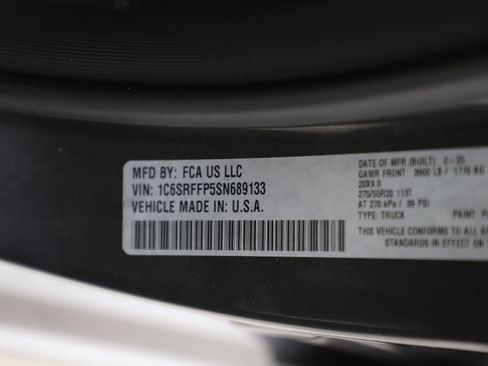 MFD BY: FCA US LLC
VIN: 1C6SRFFP5SN689133
VEHICLE MADE IN: U.S.A.
DATE OF MFR (BUILT) 2-25
GAWR FRONT: 3900 LB / 1770 KG
20X9.0
275/55R20 113T
AT 270 kPa / 39 PSI
TYPE: TRUCK PAINT
THIS VEHICLE CONFORMS TO ALL
STANDARDS IN EFFECT ON